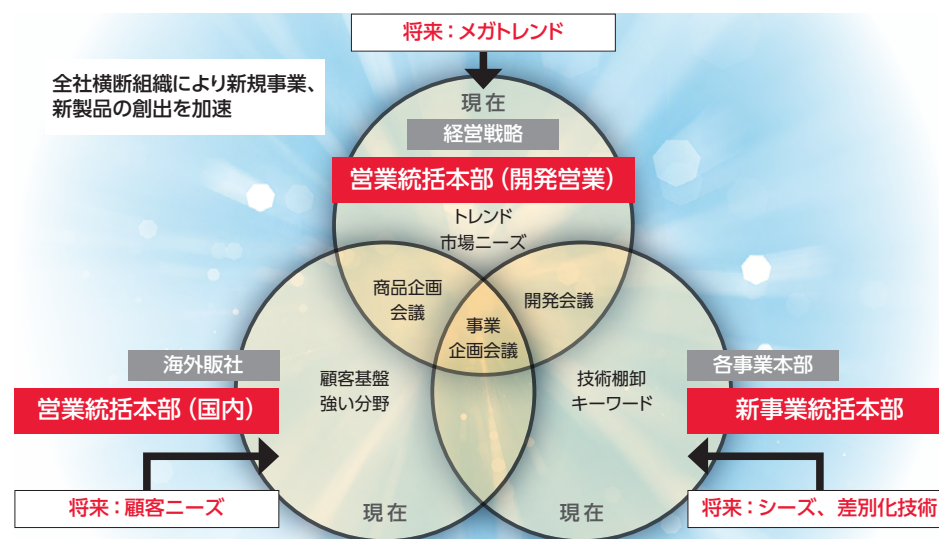 将来：メガトレンド
全社横断組織により新規事業、
新製品の創出を加速
現在
経営戦略
営業統括本部（開発営業）
トレンド
市場ニーズ
商品企画
会議
開発会議
事業
企画会議
海外販社
営業統括本部（国内）
顧客基盤
強い分野
技術棚卸
キーワード
各事業本部
新事業統括本部
将来：顧客ニーズ
現在
現在
将来：シーズ、差別化技術